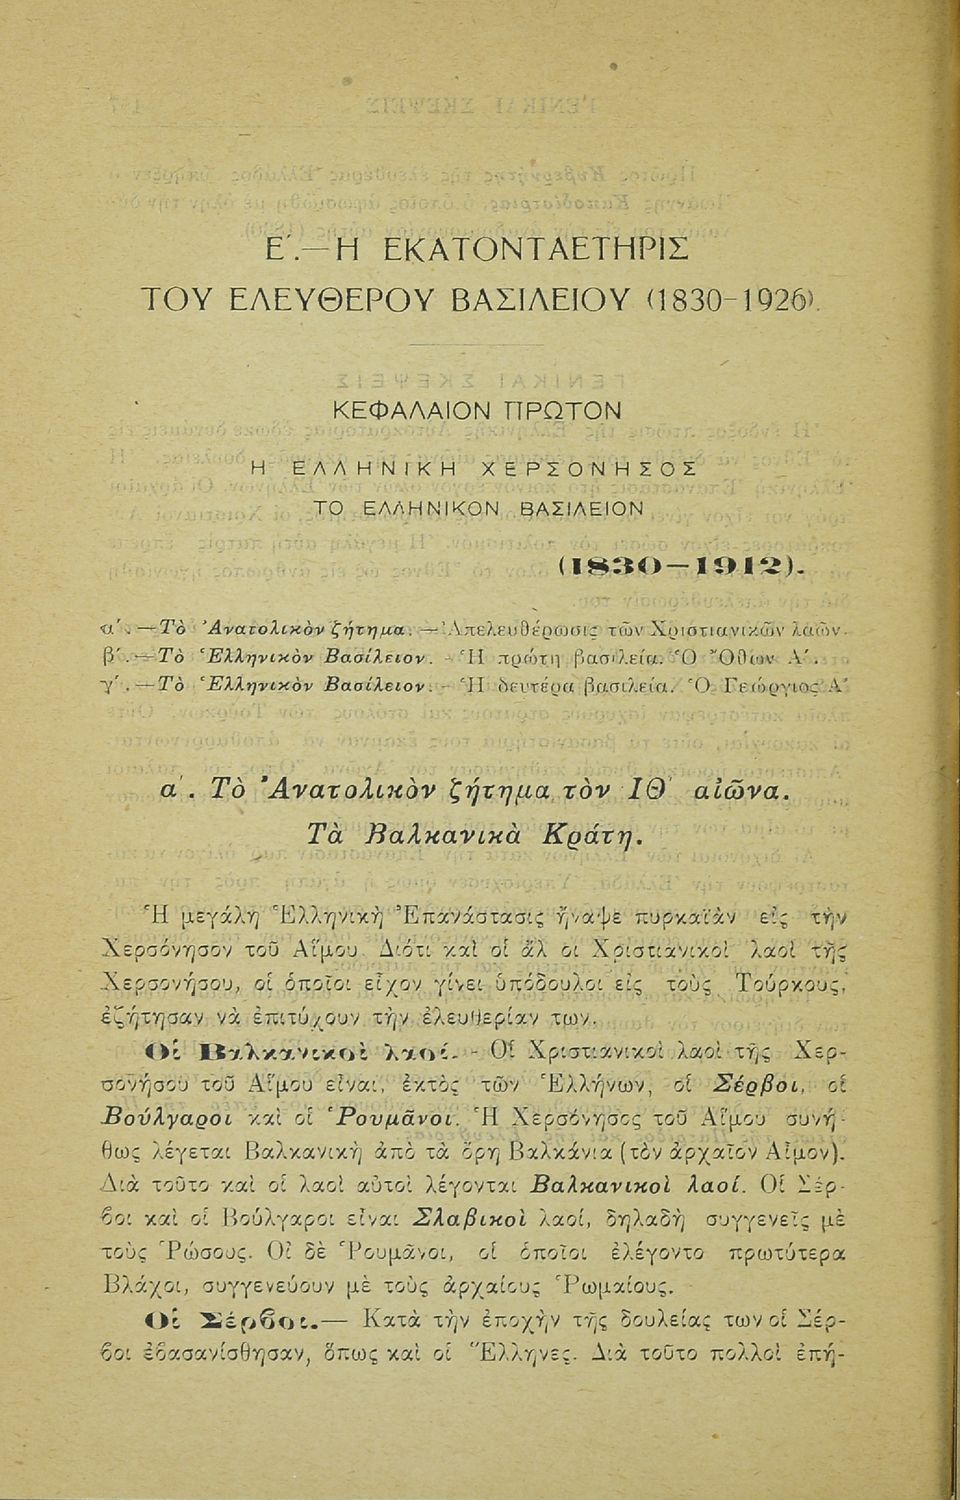 Ε΄.—Η ΕΚΑΤΟΝΤΑΕΤΗΡΙΣ
ΤΟΥ ΕΛΕΥΘΕΡΟΥ ΒΑΣΙΛΕΙΟΥ (1830-1926).
ΚΕΦΑΛΑΙΟΝ ΠΡΩΤΟΝ
Η ΕΛΛΗΝΙΚΗ ΧΕΡΣΟΝΗΣΟΣ
ΤΟ ΕΛΛΗΝΙΚΟΝ ΒΑΣΙΛΕΙΟΝ
(1830—1912).
α΄.—Τὸ Ἀνατολικὸν ζήτημα.—Ἀπελευθέρωσις τῶν Χριστιανικῶν λαῶν.
β΄.—Τὸ Ἑλληνικὸν Βασίλειον. - Ἡ πρώτη βασιλεία. Ὁ Ὄθων Α΄.
γ΄.—Τὸ Ἑλληνικὸν Βασίλειον. - Ἡ δευτέρα βασιλεία. Ὁ Γεώργιος Α΄
α΄. Τὸ Ἀνατολικὸν ζήτημα τὸν ΙΘ΄ αἰῶνα.
Τὰ Βαλκανικὰ Κράτη.
Ἡ μεγάλη Ἑλληνικὴ Ἐπανάστασις ἤναψε πυρκαϊὰν εἰς τὴν
Χερσόνησον τοῦ Αἵμου. Διότι καὶ οἱ ἄλ οι Χριστιανικοὶ λαοὶ τῆς
Χερσονήσου, οἱ ὁποῖοι εἶχον γίνει ὑπόδουλοι εἰς τοὺς Τούρκους,
ἐζήτησαν νὰ ἐπιτύχουν τὴν ἐλευθερίαν των.
Οἱ Βαλκανικοὶ λαοί. - Οἱ Χριστιανικοὶ λαοὶ τῆς Χερ-
σονήσου τοῦ Αἵμου εἶναι, ἐκτὸς τῶν Ἑλλήνων, οἱ Σέρβοι, οἱ
Βούλγαροι καὶ οἱ Ῥουμᾶνοι. Ἡ Χερσόνησος τοῦ Αἵμου συνή-
θως λέγεται Βαλκανικὴ ἀπὸ τὰ ὄρη Βαλκάνια (τὸν ἀρχαῖον Αἷμον).
Διὰ τοῦτο καὶ οἱ λαοὶ αὐτοὶ λέγονται Βαλκανικοὶ λαοί. Οἱ Σέρ-
βοι καὶ οἱ Βούλγαροι εἶναι Σλαβικοὶ λαοί, δηλαδὴ συγγενεῖς μὲ
τοὺς Ῥώσους. Οἱ δὲ Ῥουμᾶνοι, οἱ ὁποῖοι ἐλέγοντο πρωτύτερα
Βλάχοι, συγγενεύουν μὲ τοὺς ἀρχαίους Ῥωμαίους.
Οἱ Σέρβοι.— Κατὰ τὴν ἐποχὴν τῆς δουλείας των οἱ Σέρ-
βοι ἐβασανίσθησαν, ὅπως καὶ οἱ Ἕλληνες. Διὰ τοῦτο πολλοὶ ἐπή-